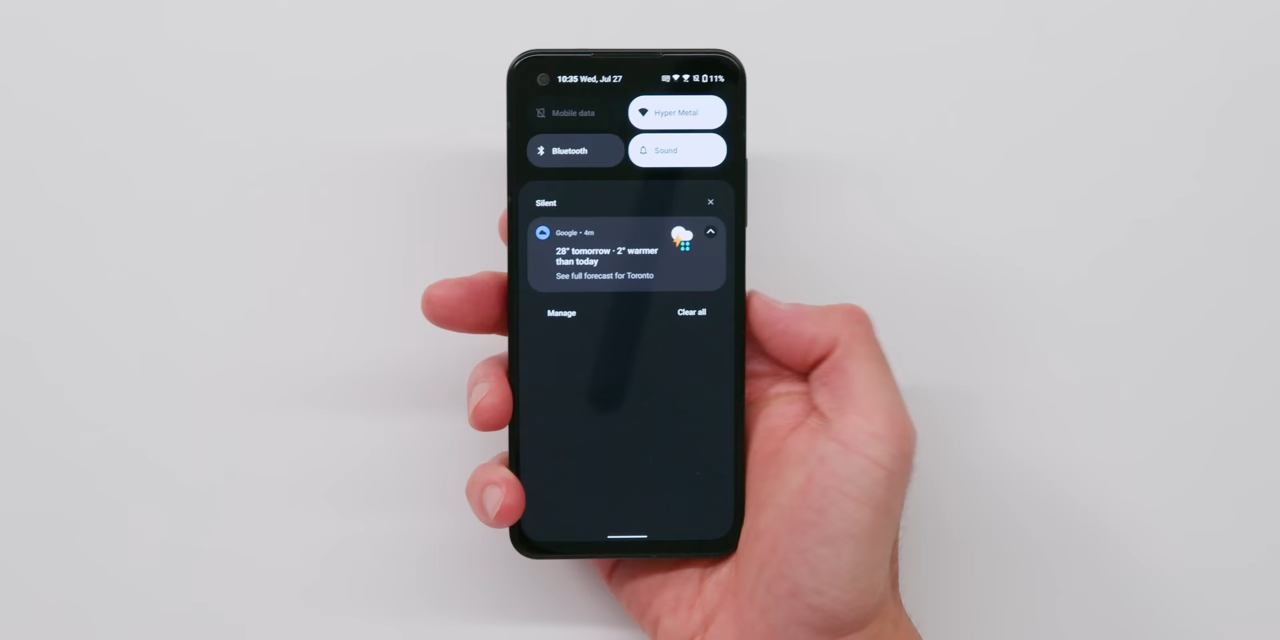 10:35 Wed, Jul 27
11%
Mobile data
Hyper Metal
Bluetooth
Sound
Silent
Google • 4m
28° tomorrow · 2° warmer
than today
See full forecast for Toronto
Manage
Clear all